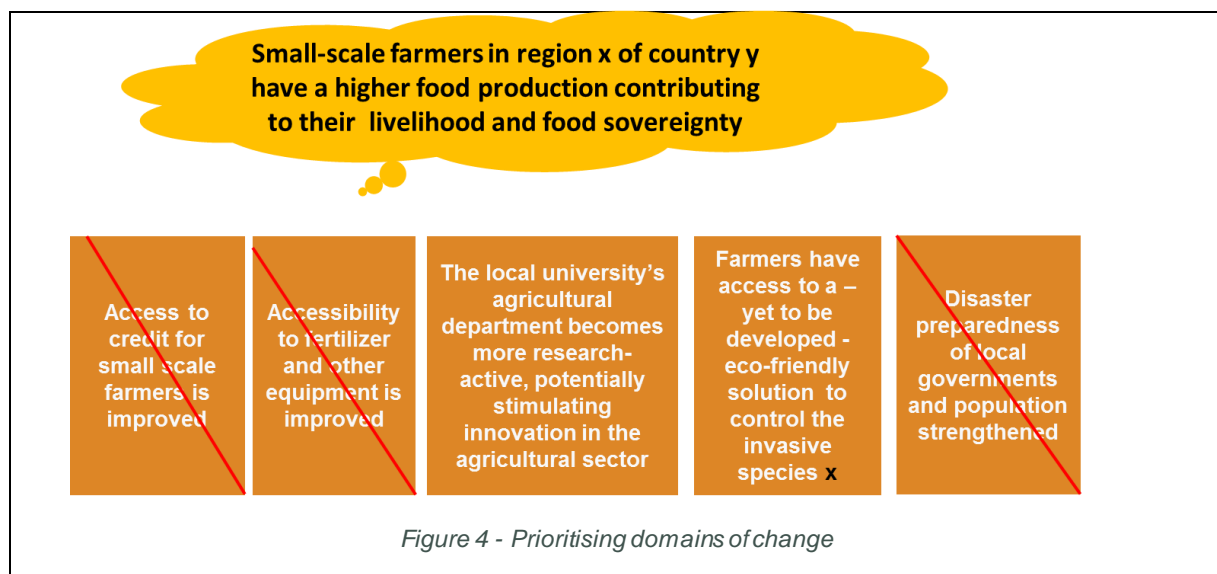 Small-scale farmers in region x of country y
have a higher food production contributing
to their livelihood and food sovereignty
Access to
credit for
small scale
farmers is
improved
Accessibility
to fertilizer
and other
equipment is
improved
The local university's
agricultural
department becomes
more research-
active, potentially
stimulating
innovation in the
agricultural sector
Farmers have
access to a –
yet to be
developed -
eco-friendly
solution to
control the
invasive
species x
Disaster
preparedness
of local
governments
and population
strengthened
Figure 4 - Prioritising domains of change